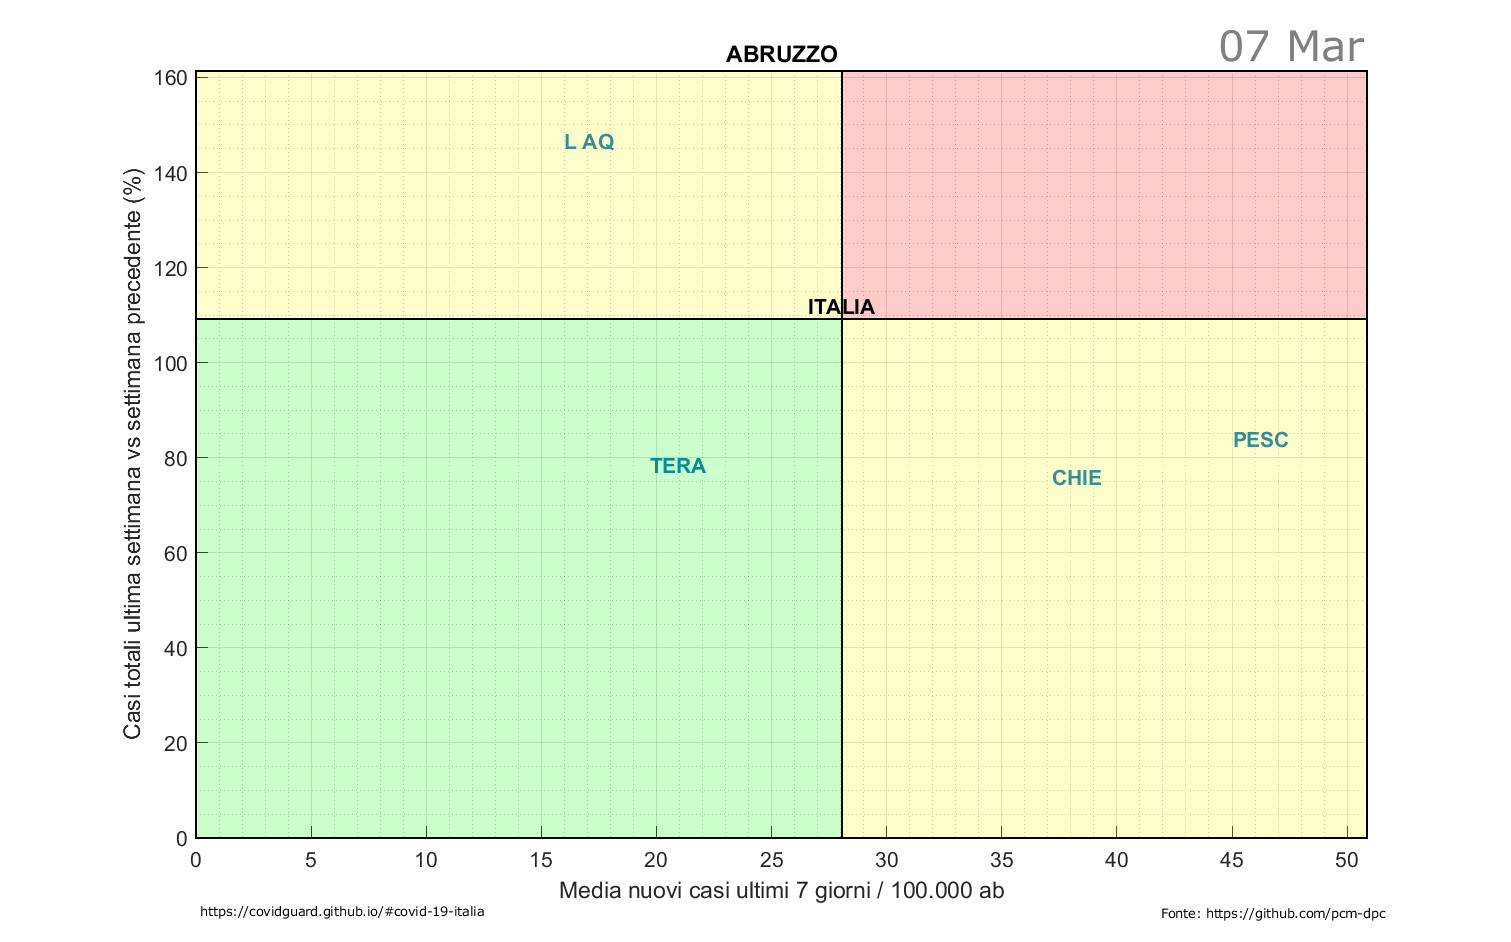 07 Mar
ABRUZZO
160
140
120
100
80
60
40
20
0
Casi totali ultima settimana vs settimana precedente (%)
L AQ
ITALIA
PESC
TERA
CHIE
0 5 10 15 20 25 30 35 40 45 50
Media nuovi casi ultimi 7 giorni / 100.000 ab
https://covidguard.github.io/#covid-19-italia
Fonte: https://github.com/pcm-dpc